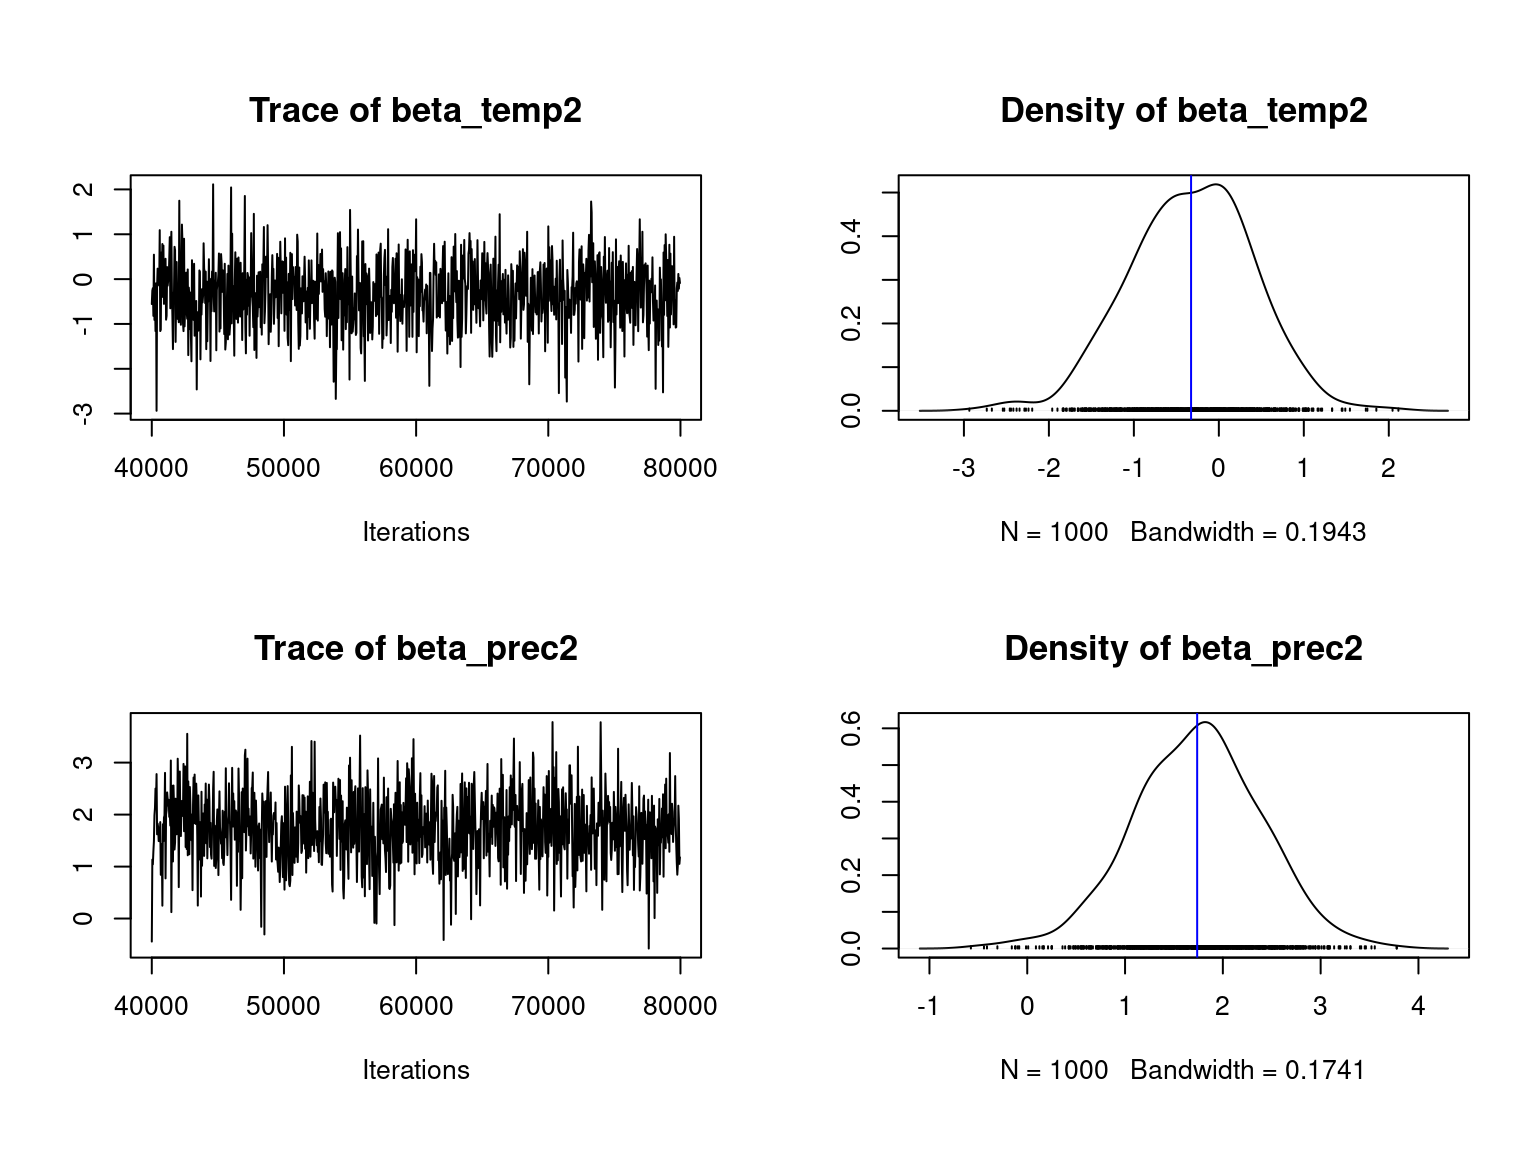 Trace of beta_temp2
2
1
0
-1
-3
40000 50000 60000 70000 80000
Iterations
Density of beta_temp2
0.4
0.2
0.0
-3 -2 -1 0 1 2
N = 1000 Bandwidth = 0.1943
Trace of beta_prec2
3
2
1
0
40000 50000 60000 70000 80000
Iterations
Density of beta_prec2
0.6
0.4
0.2
0.0
-1 0 1 2 3 4
N = 1000 Bandwidth = 0.1741